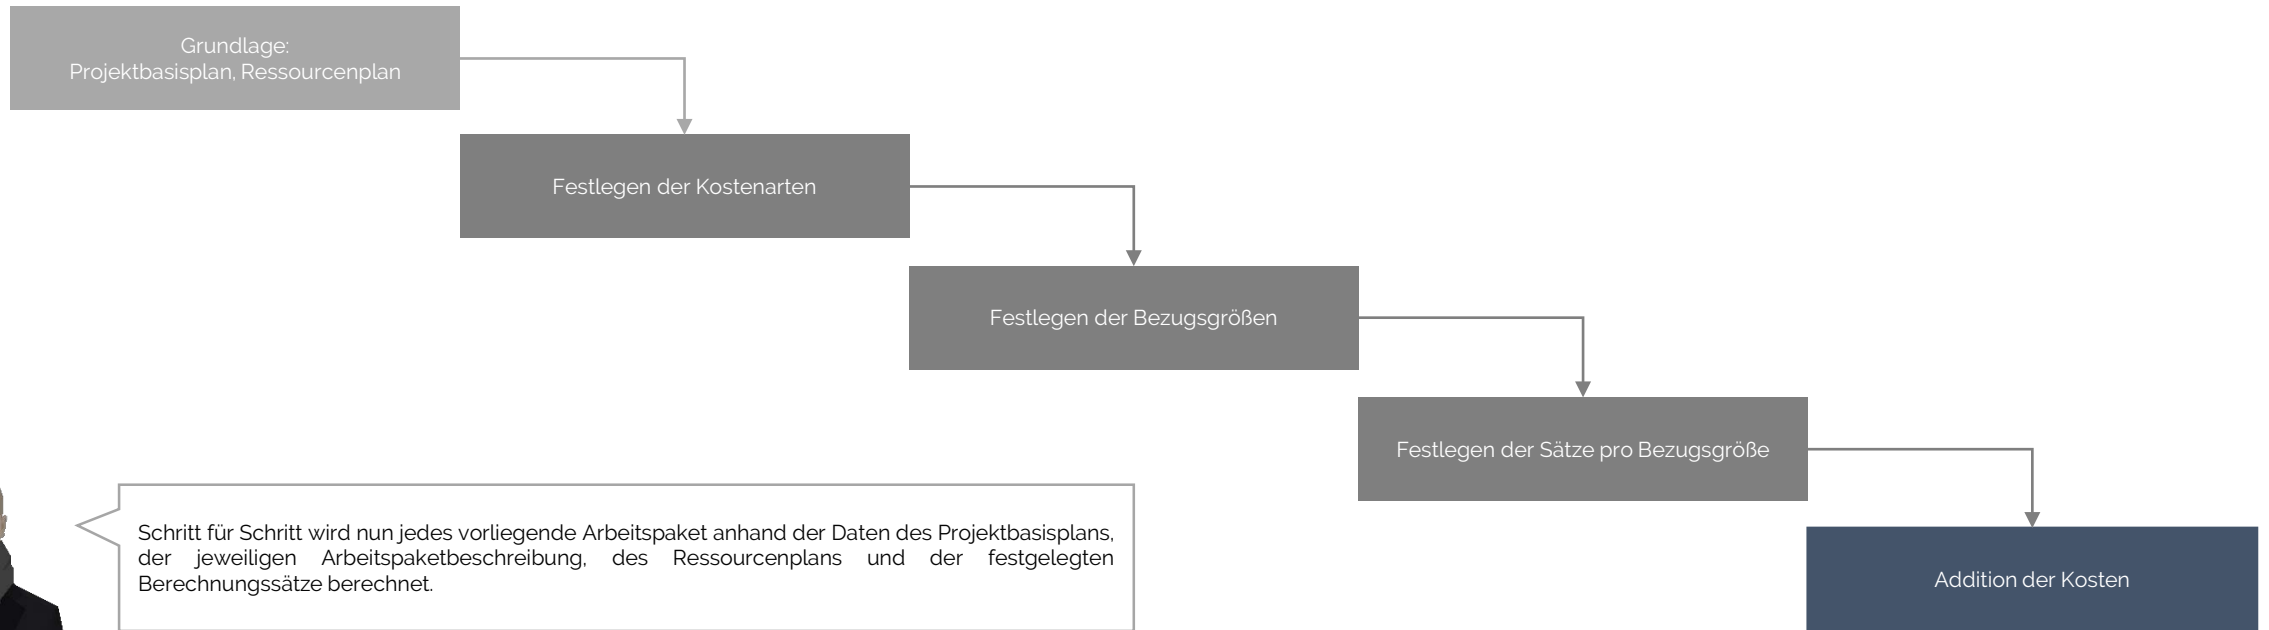 Grundlage:
Projektbasisplan, Ressourcenplan
Festlegen der Kostenarten
Festlegen der Bezugsgrößen
Festlegen der Sätze pro Bezugsgröße
Schritt für Schritt wird nun jedes vorliegende Arbeitspaket anhand der Daten des Projektbasisplans,
der jeweiligen Arbeitspaketbeschreibung, des Ressourcenplans und der festgelegten
Berechnungssätze berechnet.
Addition der Kosten